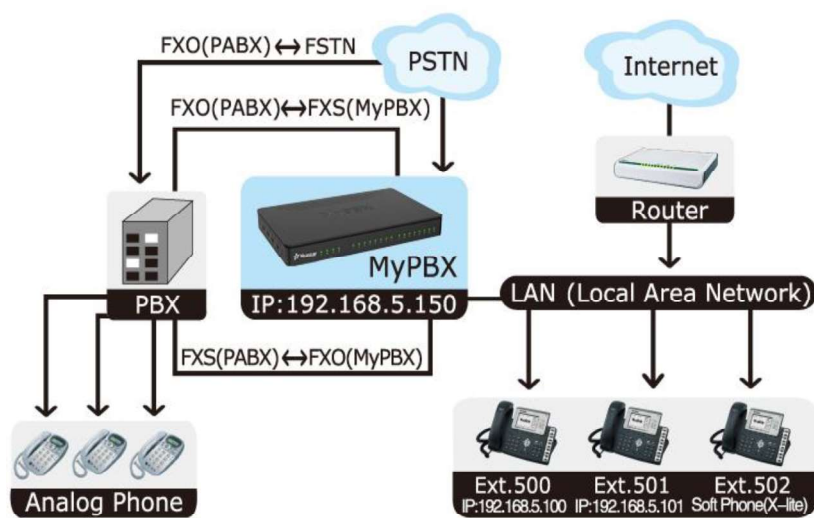 FXO(PABX)↔FSTN
PSTN
Internet
FXO(PABX)↔FXS(MyPBX)
Router
MyPBX
PBX
IP:192.168.5.150
LAN (Local Area Network)
FXS(PABX)↔FXO(MyPBX)
Analog Phone
Ext.500
IP:192.168.5.100
Ext.501
IP:192.168.5.101
Ext.502
Soft Phone(X-lite)